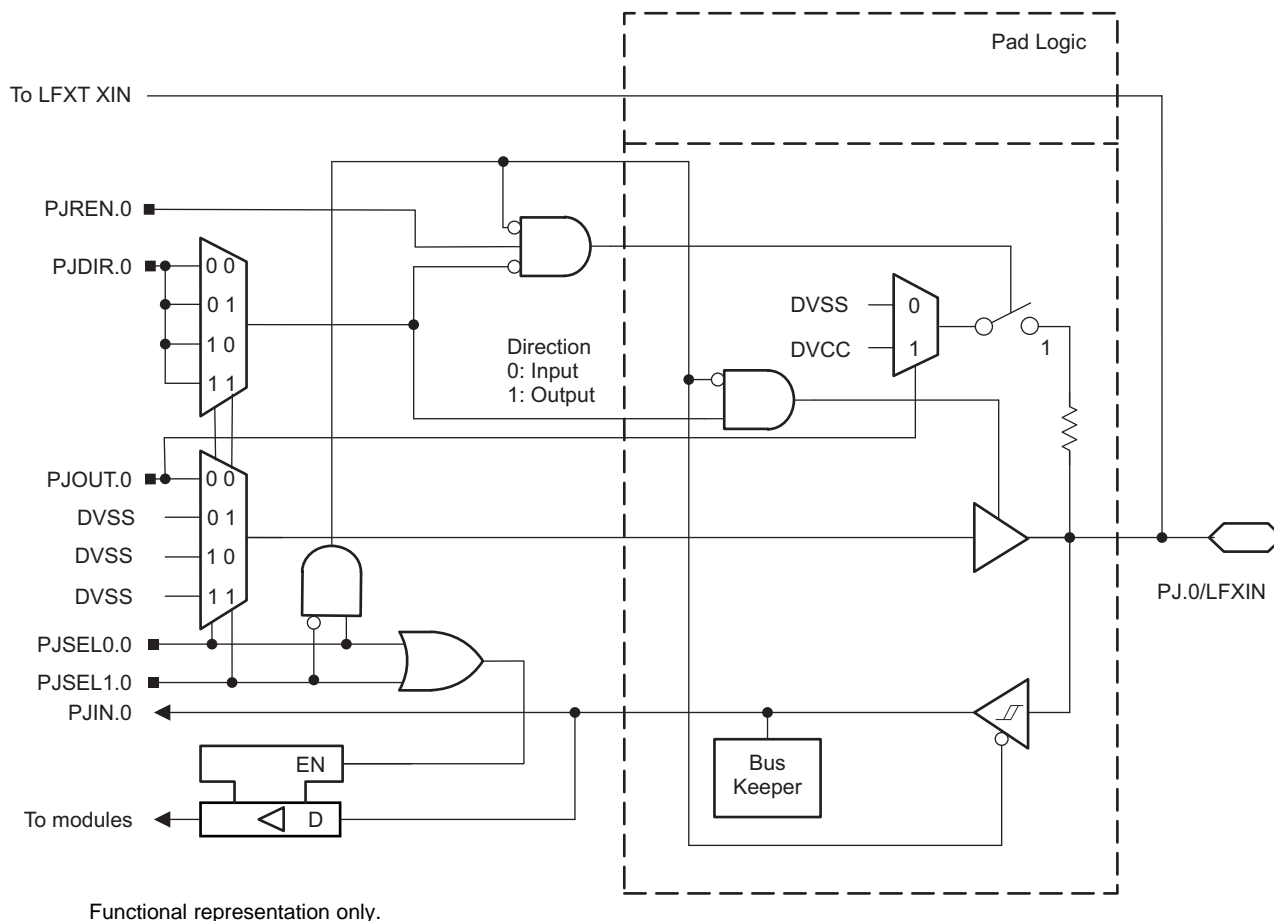 Pad Logic
To LFXT XIN
PJREN.0
PJDIR.0
0 0
0 1
1 0
1 1
Direction
0: Input
1: Output
DVSS
DVCC
0
1
1
PJOUT.0
DVSS
DVSS
DVSS
0 0
0 1
1 0
1 1
PJ.0/LFXIN
PJSEL0.0
PJSEL1.0
PJIN.0
EN
D
To modules
Bus
Keeper
Functional representation only.